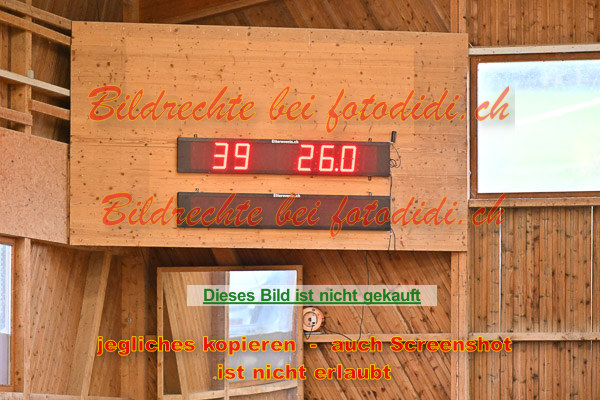 Bildrechte bei fotodidi.ch
39 26.0
Bildrechte bei fotodidi.ch
Dieses Bild ist nicht gekauft
jegliches kopieren - auch Screenshot
ist nicht erlaubt